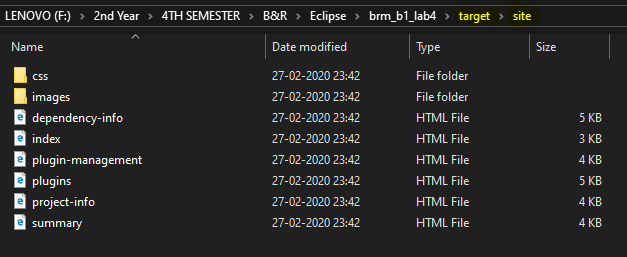 LENOVO (F:) > 2nd Year > 4TH SEMESTER > B&R > Eclipse > brm_b1_lab4 > target > site
Name Date modified Type Size
css 27-02-2020 23:42 File folder
images 27-02-2020 23:42 File folder
dependency-info 27-02-2020 23:42 HTML File 5 KB
index 27-02-2020 23:42 HTML File 3 KB
plugin-management 27-02-2020 23:42 HTML File 4 KB
plugins 27-02-2020 23:42 HTML File 5 KB
project-info 27-02-2020 23:42 HTML File 4 KB
summary 27-02-2020 23:42 HTML File 4 KB